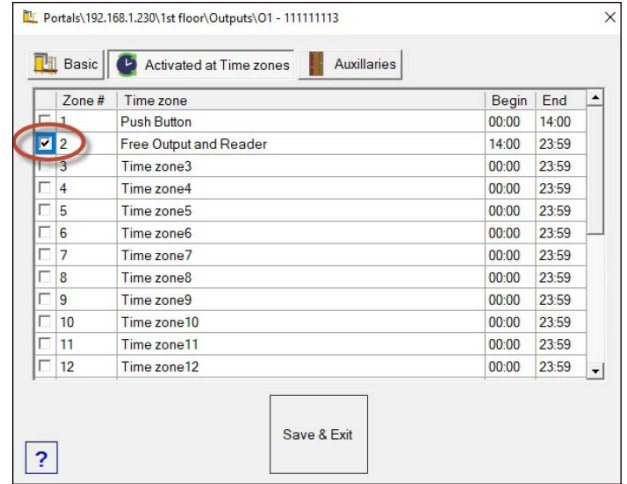 Portals\192.168.1.230\1st floor\Outputs\O1 - 111111113
Basic Activated at Time zones Auxillaries
Zone # Time zone Begin End
1 Push Button 00:00 14:00
2 Free Output and Reader 14:00 23:59
3 Time zone3 00:00 23:59
4 Time zone4 00:00 23:59
5 Time zone5 00:00 23:59
6 Time zone6 00:00 23:59
7 Time zone7 00:00 23:59
8 Time zone8 00:00 23:59
9 Time zone9 00:00 23:59
10 Time zone10 00:00 23:59
11 Time zone11 00:00 23:59
12 Time zone12 00:00 23:59
Save & Exit
?